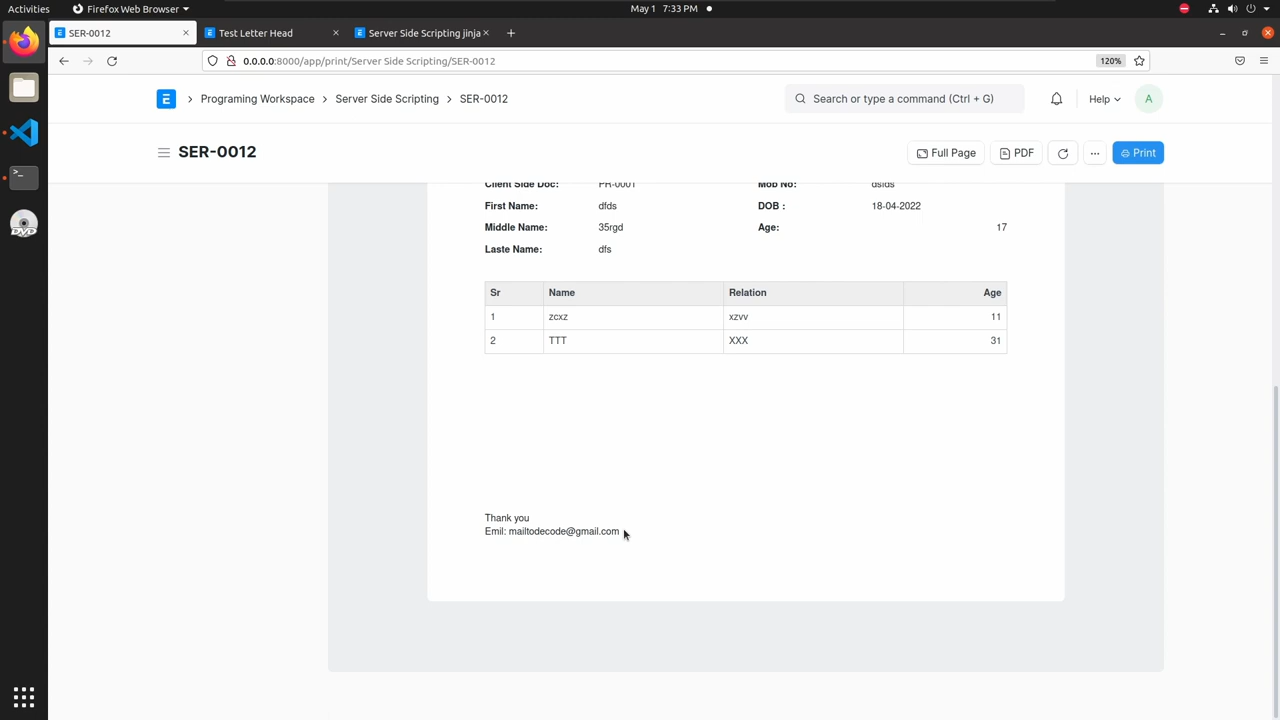 Activities Firefox Web Browser May 1 7:33 PM
SER-0012 Test Letter Head Server Side Scripting jinja
0.0.0.0:8000/app/print/Server Side Scripting/SER-0012 120%
E Programing Workspace Server Side Scripting SER-0012 Search or type a command (Ctrl + G) Help A
SER-0012 Full Page PDF ... Print
Client Side Doc: PR-0001 Mob No: dsfds
First Name: dfds DOB : 18-04-2022
Middle Name: 35rgd Age: 17
Laste Name: dfs
Sr Name Relation Age
1 zcxz xzvv 11
2 TTT XXX 31
Thank you
Emil: mailtodecode@gmail.com